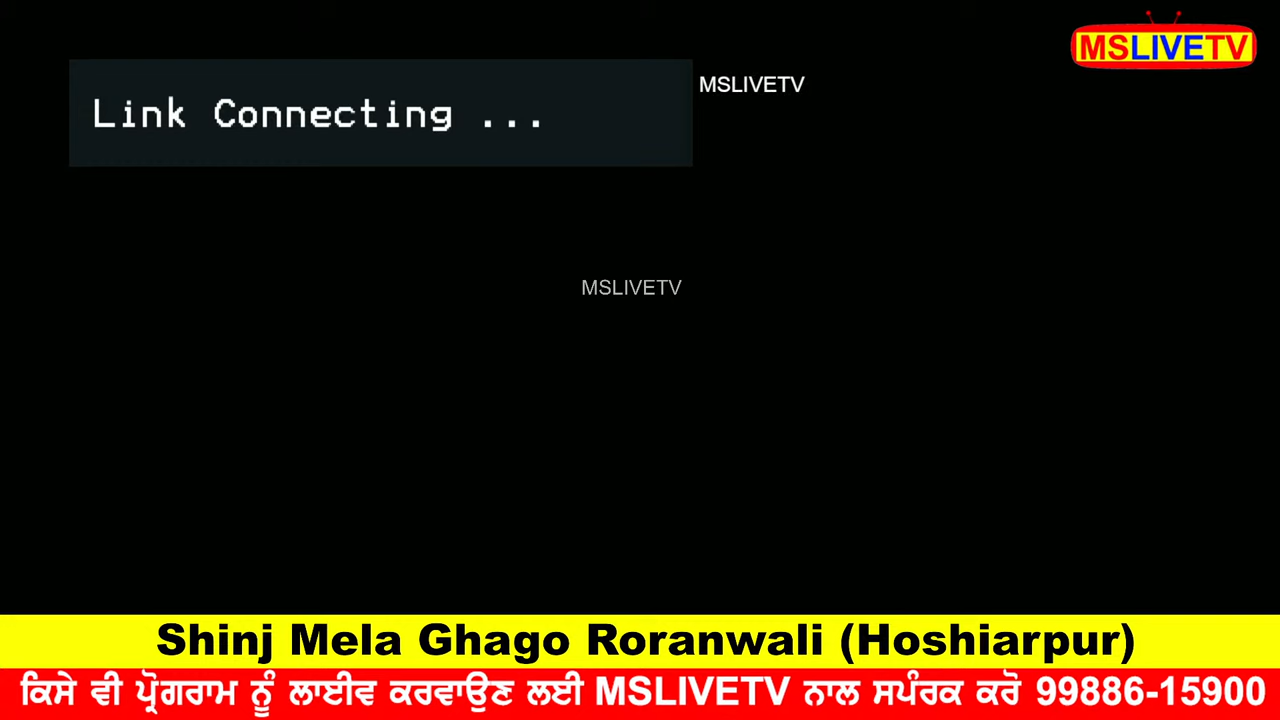 MSLIVETV
Link Connecting ...
MSLIVETV
MSLIVETV
Shinj Mela Ghago Roranwali (Hoshiarpur)
ਕਿਸੇ ਵੀ ਪ੍ਰੋਗਰਾਮ ਨੂੰ ਲਾਈਵ ਕਰਵਾਉਣ ਲਈ MSLIVETV ਨਾਲ ਸਪੰਰਕ ਕਰੋ 99886-15900